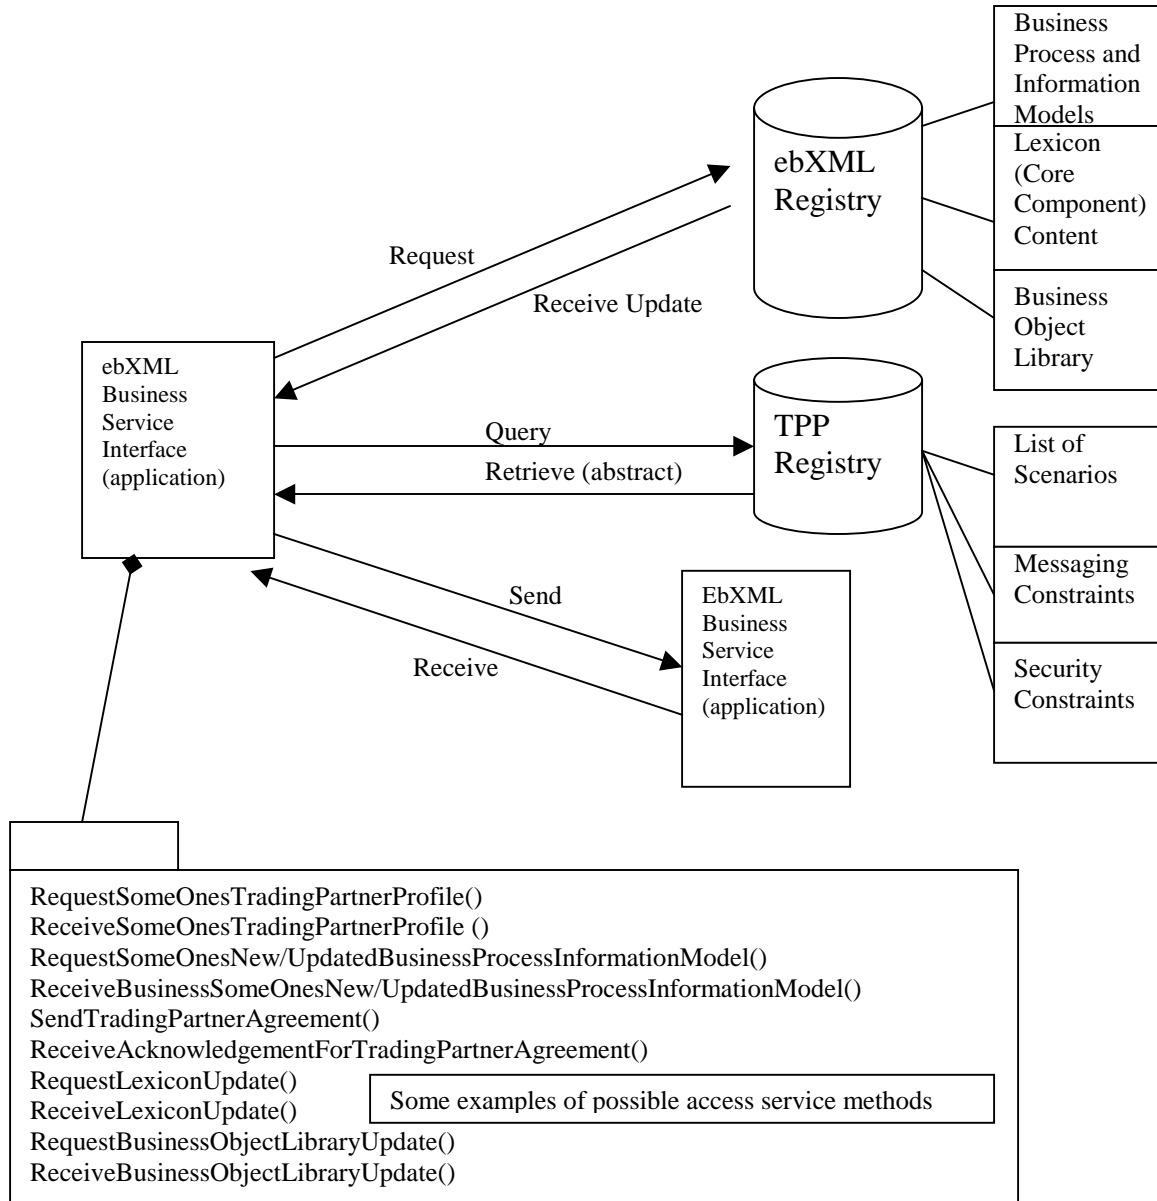 Business
Process and
Information
Models
Lexicon
(Core
Component)
Content
Business
Object
Library
ebXML
Registry
Request
Receive Update
ebXML
Business
Service
Interface
(application)
Query
Retrieve (abstract)
TPP
Registry
List of
Scenarios
Messaging
Constraints
Security
Constraints
Send
Receive
EbXML
Business
Service
Interface
(application)
RequestSomeOnesTradingPartnerProfile()
ReceiveSomeOnesTradingPartnerProfile ()
RequestSomeOnesNew/UpdatedBusinessProcessInformationModel()
ReceiveBusinessSomeOnesNew/UpdatedBusinessProcessInformationModel()
SendTradingPartnerAgreement()
ReceiveAcknowledgementForTradingPartnerAgreement()
RequestLexiconUpdate()
ReceiveLexiconUpdate()
RequestBusinessObjectLibraryUpdate()
ReceiveBusinessObjectLibraryUpdate()
Some examples of possible access service methods